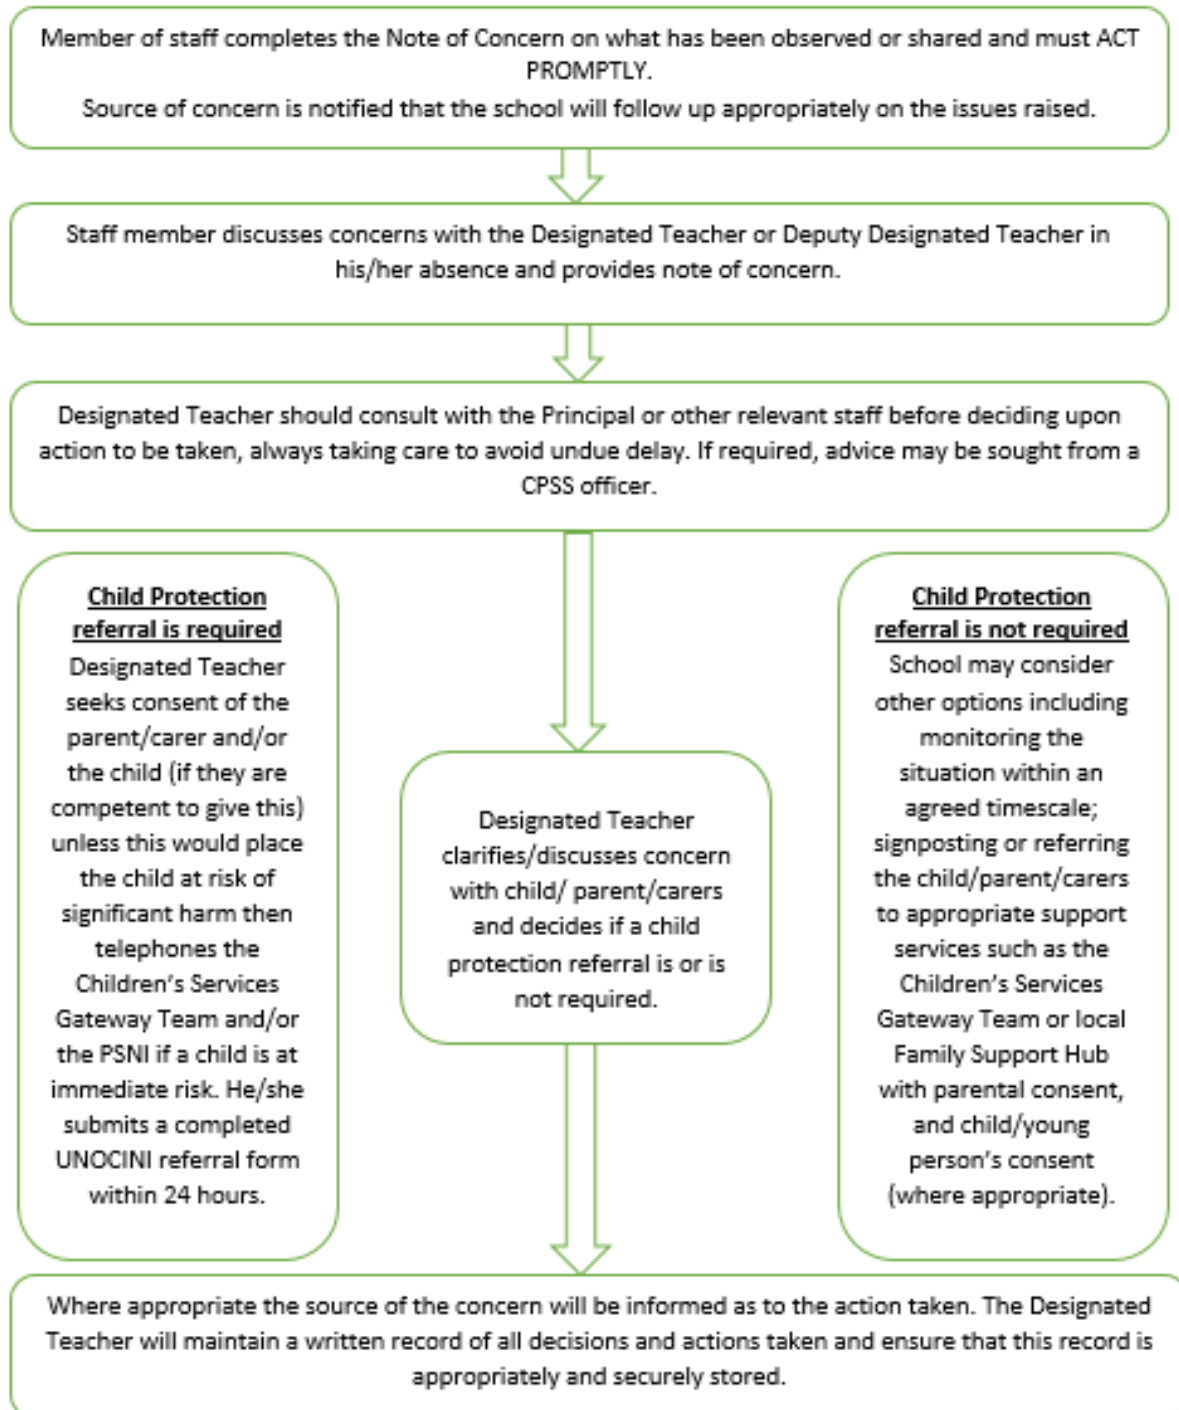 Member of staff completes the Note of Concern on what has been observed or shared and must ACT
PROMPTLY.
Source of concern is notified that the school will follow up appropriately on the issues raised.
Staff member discusses concerns with the Designated Teacher or Deputy Designated Teacher in
his/her absence and provides note of concern.
Designated Teacher should consult with the Principal or other relevant staff before deciding upon
action to be taken, always taking care to avoid undue delay. If required, advice may be sought from a
CPSS officer.
Child Protection
referral is required
Designated Teacher
seeks consent of the
parent/carer and/or
the child (if they are
competent to give this)
unless this would place
the child at risk of
significant harm then
telephones the
Children's Services
Gateway Team and/or
the PSNI if a child is at
immediate risk. He/she
submits a completed
UNOCINI referral form
within 24 hours.
Designated Teacher
clarifies/discusses concern
with child/ parent/carers
and decides if a child
protection referral is or is
not required.
Child Protection
referral is not required
School may consider
other options including
monitoring the
situation within an
agreed timescale;
signposting or referring
the child/parent/carers
to appropriate support
services such as the
Children's Services
Gateway Team or local
Family Support Hub
with parental consent,
and child/young
person's consent
(where appropriate).
Where appropriate the source of the concern will be informed as to the action taken. The Designated
Teacher will maintain a written record of all decisions and actions taken and ensure that this record is
appropriately and securely stored.